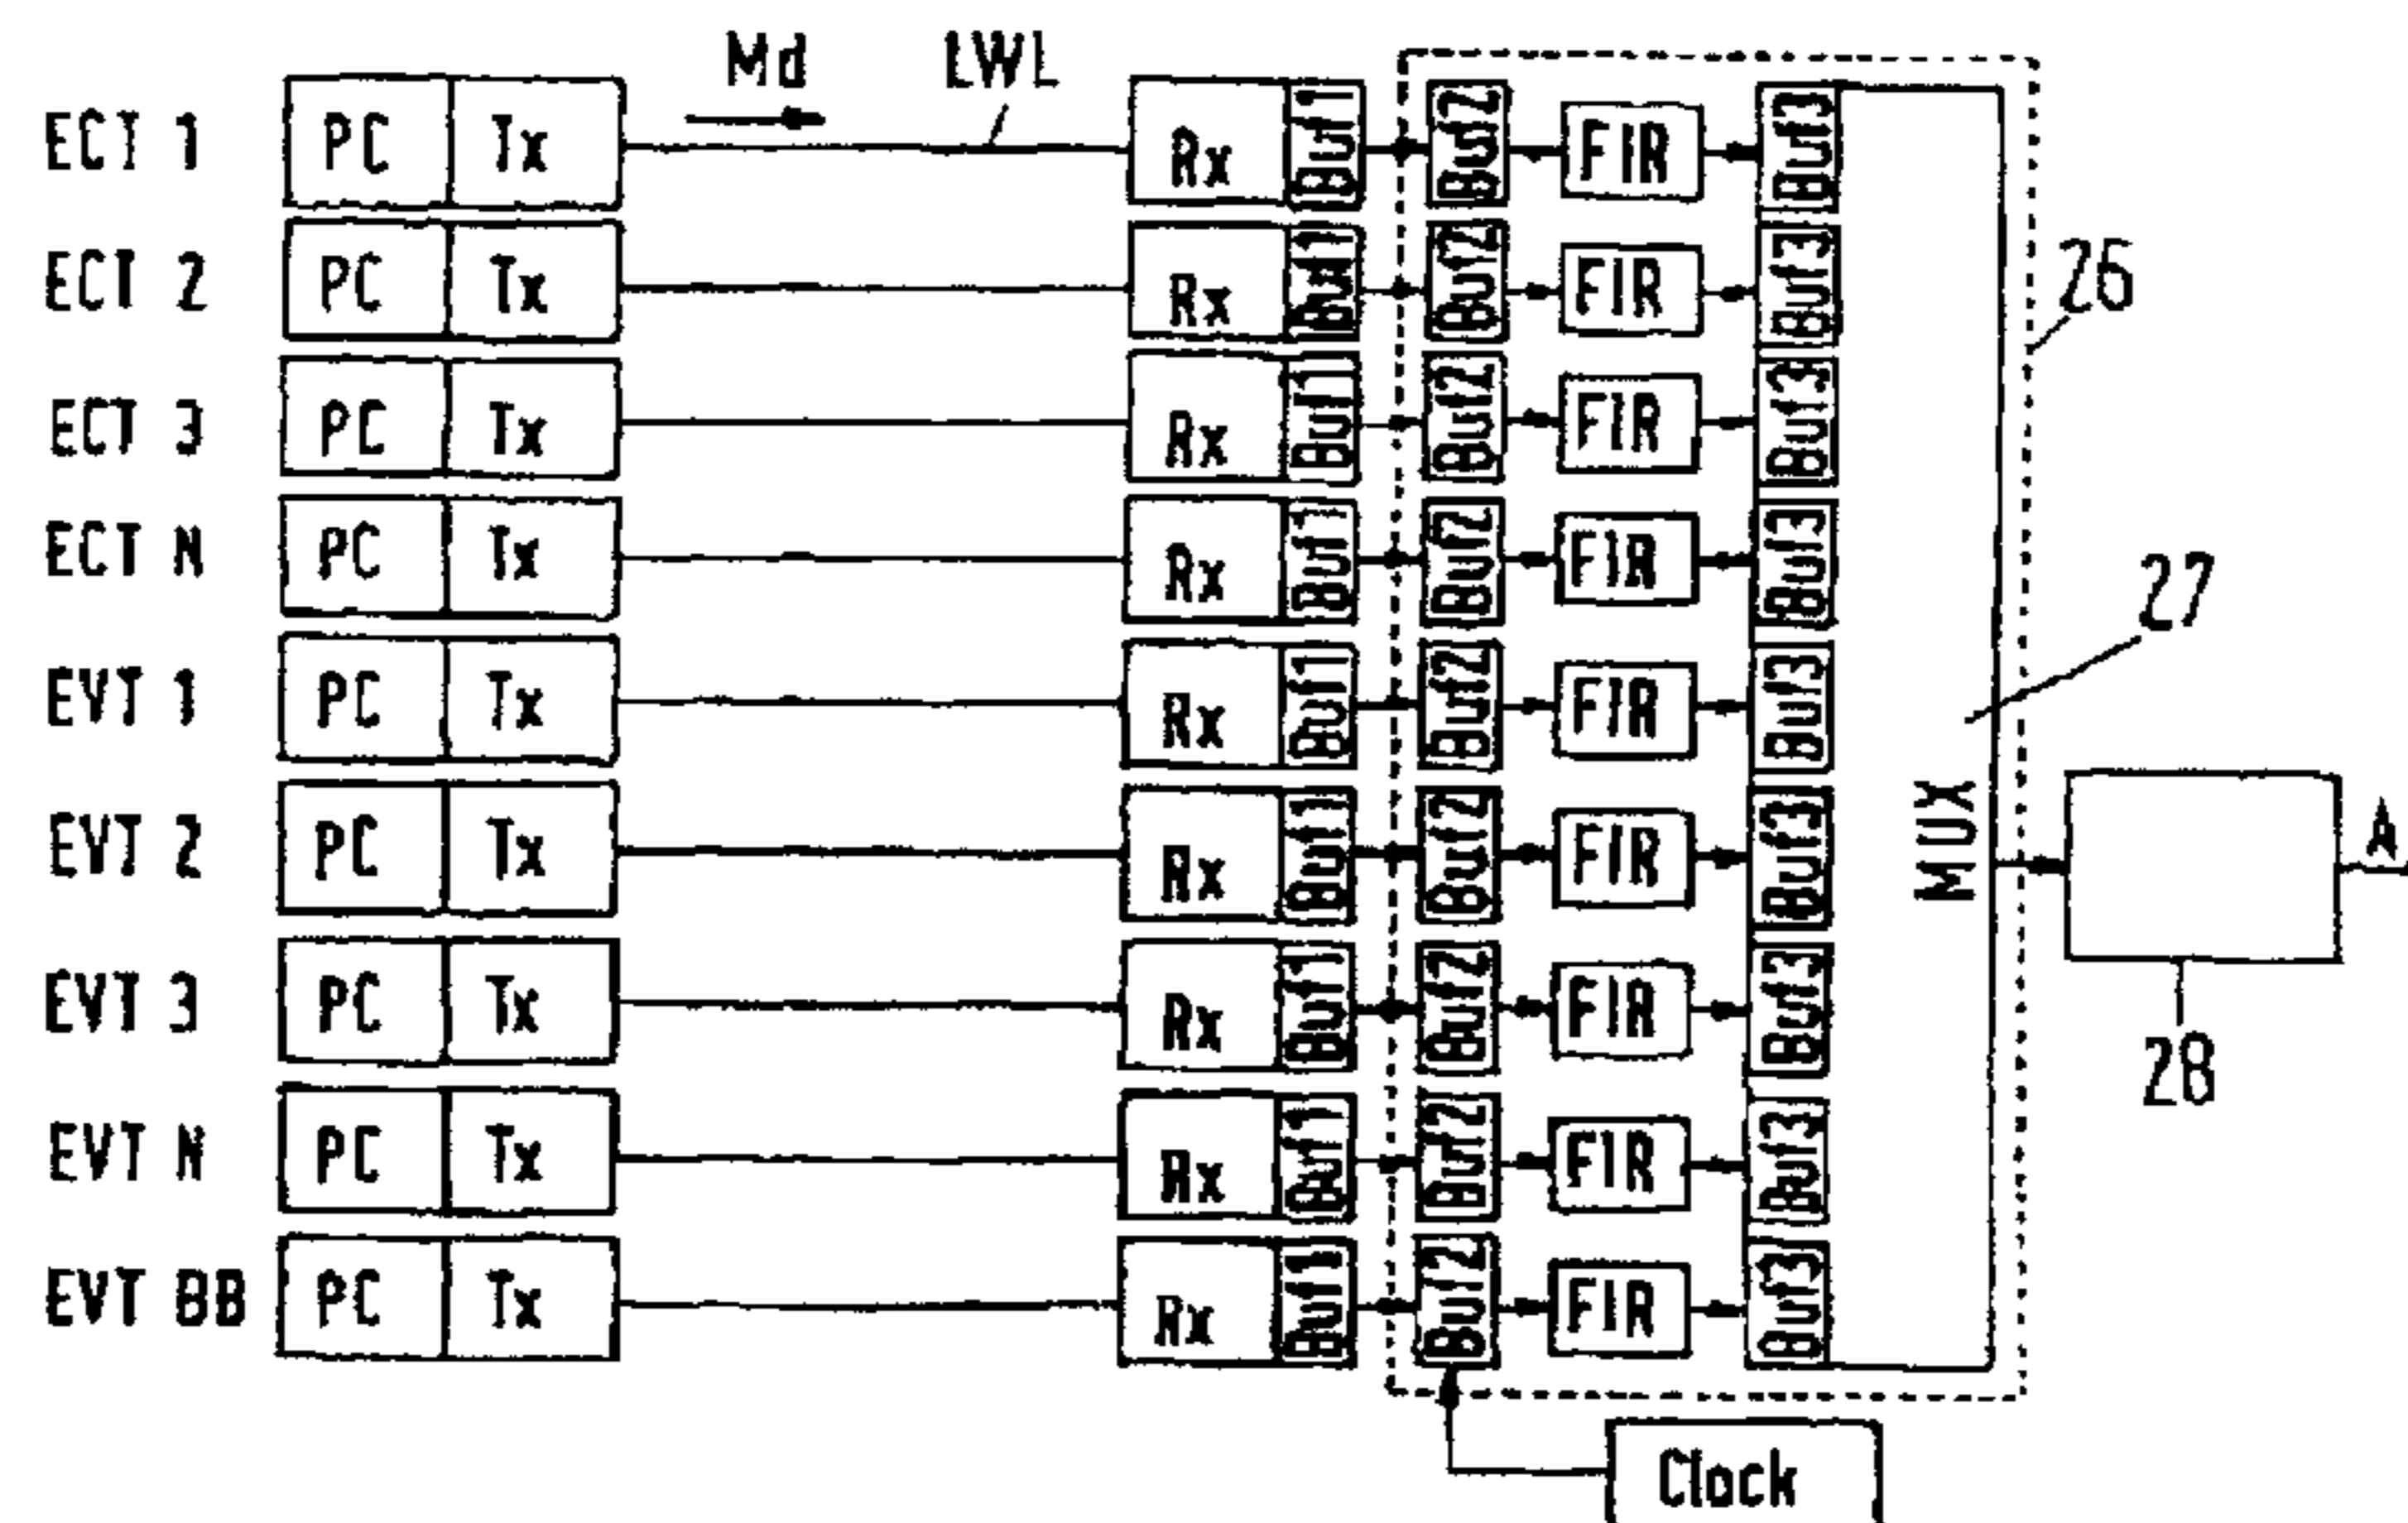 Md LWL
ECT 1 PC Tx Rx Buf1 Buf2 FIR Buf3
ECT 2 PC Tx Rx Buf1 Buf2 FIR Buf3
26
ECT 3 PC Tx Rx Buf1 Buf2 FIR Buf3
ECT N PC Tx Rx Buf1 Buf2 FIR Buf3
27
EVT 1 PC Tx Rx Buf1 Buf2 FIR Buf3
EVT 2 PC Tx Rx Buf1 Buf2 FIR Buf3 MUX A
EVT 3 PC Tx Rx Buf1 Buf2 FIR Buf3
28
EVT N PC Tx Rx Buf1 Buf2 FIR Buf3
EVT BB PC Tx Rx Buf1 Buf2 FIR Buf3
Clock